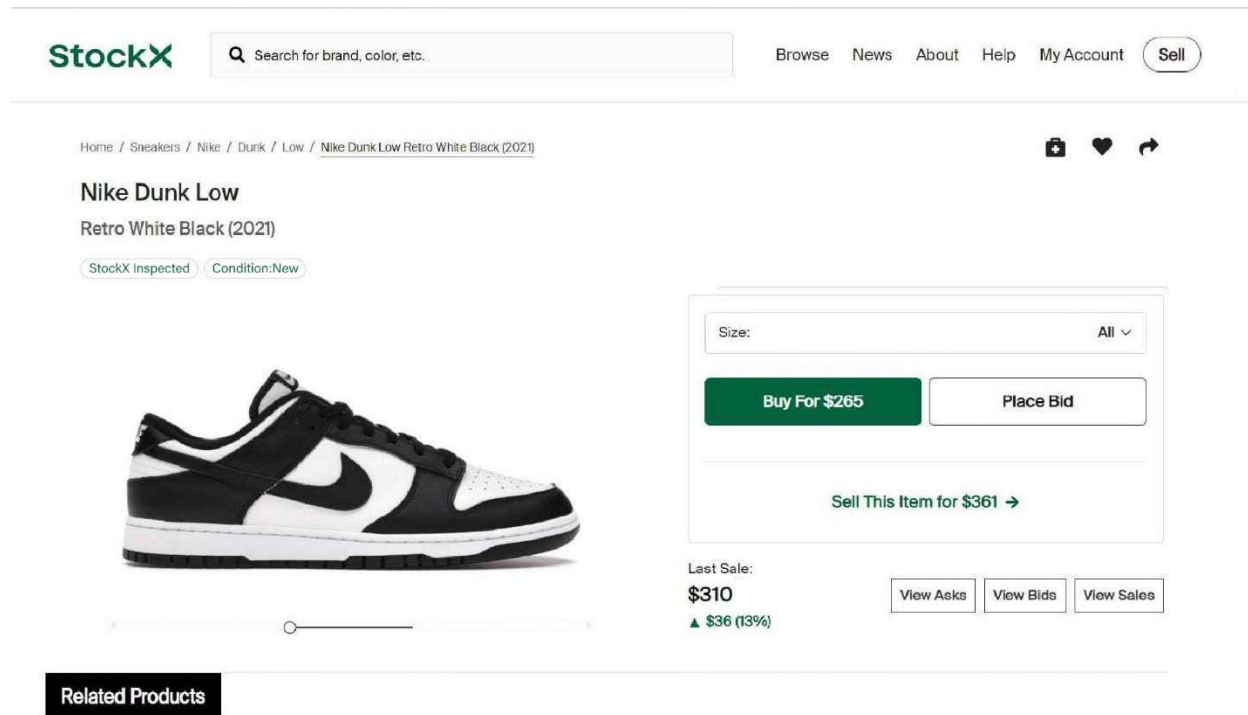 StockX
Search for brand, color, etc.
Browse News About Help My Account Sell
Home / Sneakers / Nike / Dunk / Low / Nike Dunk Low Retro White Black (2021)
Nike Dunk Low
Retro White Black (2021)
StockX Inspected Condition:New
Size: All
Buy For $265 Place Bid
Sell This Item for $361 →
Last Sale:
$310
▲ $36 (13%)
View Asks View Bids View Sales
Related Products